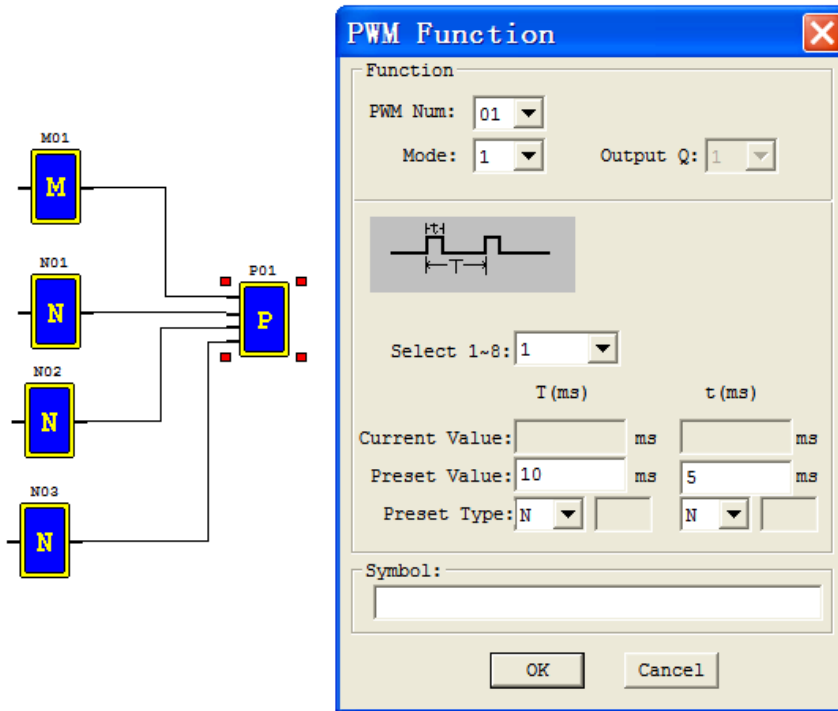 M01
M
N01
N
N02
N
N03
N
P01
P
PWM Function
Function
PWM Num: 01
Mode: 1 Output Q: 1
t
T
Select 1~8: 1
T(ms) t(ms)
Current Value: ms ms
Preset Value: 10 ms 5 ms
Preset Type: N N
Symbol:
OK Cancel